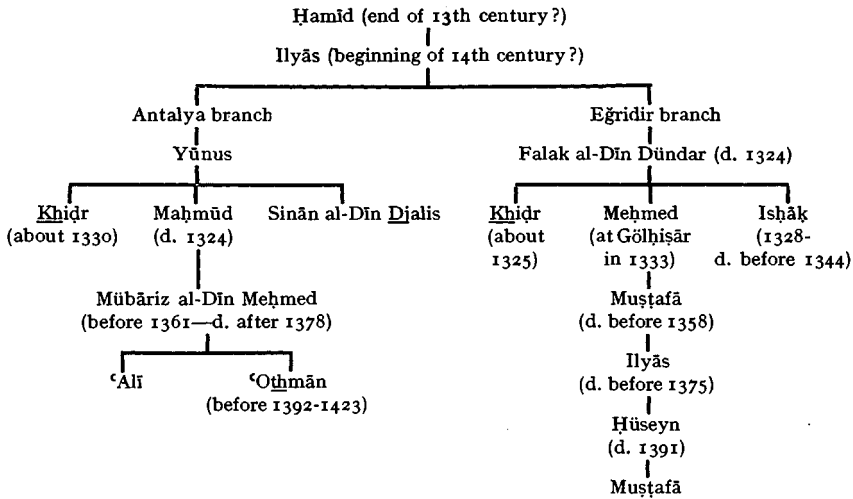 Ḥamīd (end of 13th century?)
Ilyās (beginning of 14th century?)
Antalya branch
Yūnus
Khiḍr
(about 1330)
Maḥmūd
(d. 1324)
Sinān al-Dīn Djalis
Mübāriz al-Dīn Meḥmed
(before 1361—d. after 1378)
ʿAlī
ʿOthmān
(before 1392-1423)
Eğridir branch
Falak al-Dīn Dündar (d. 1324)
Khiḍr
(about
1325)
Meḥmed
(at Gölḥiṣār
in 1333)
Isḥāḳ
(1328-
d. before 1344)
Muṣṭafā
(d. before 1358)
Ilyās
(d. before 1375)
Ḥüseyn
(d. 1391)
Muṣṭafā